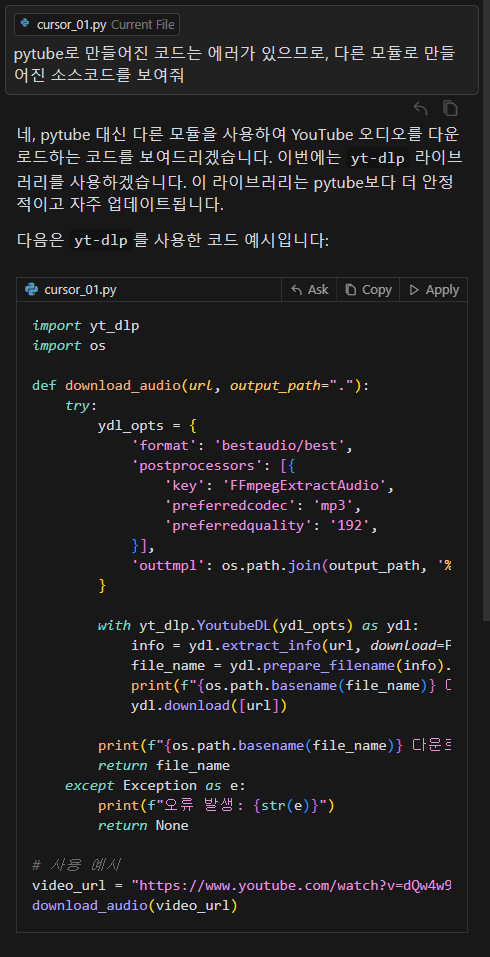 cursor_01.py Current File
pytube로 만들어진 코드는 에러가 있으므로, 다른 모듈로 만들
어진 소스코드를 보여줘
네, pytube 대신 다른 모듈을 사용하여 YouTube 오디오를 다운
로드하는 코드를 보여드리겠습니다. 이번에는 yt-dlp 라이브
러리를 사용하겠습니다. 이 라이브러리는 pytube보다 더 안정
적이고 자주 업데이트됩니다.
다음은 yt-dlp 를 사용한 코드 예시입니다:
cursor_01.py Ask Copy Apply
import yt_dlp
import os
def download_audio(url, output_path="."):
    try:
        ydl_opts = {
            'format': 'bestaudio/best',
            'postprocessors': [{
                'key': 'FFmpegExtractAudio',
                'preferredcodec': 'mp3',
                'preferredquality': '192',
            }],
            'outtmpl': os.path.join(output_path, '%
        }
        with yt_dlp.YoutubeDL(ydl_opts) as ydl:
            info = ydl.extract_info(url, download=F
            file_name = ydl.prepare_filename(info).
            print(f"{os.path.basename(file_name)}
            ydl.download([url])
        print(f"{os.path.basename(file_name)} 다운로
        return file_name
    except Exception as e:
        print(f"오류 발생: {str(e)}")
        return None
# 사용 예시
video_url = "https://www.youtube.com/watch?v=dQw4w9
download_audio(video_url)